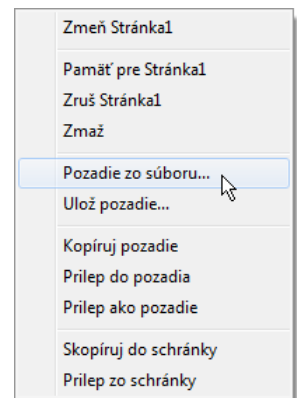 Zmeň Stránka1
Pamäť pre Stránka1
Zruš Stránka1
Zmaž
Pozadie zo súboru...
Ulož pozadie...
Kopíruj pozadie
Prilep do pozadia
Prilep ako pozadie
Skopíruj do schránky
Prilep zo schránky